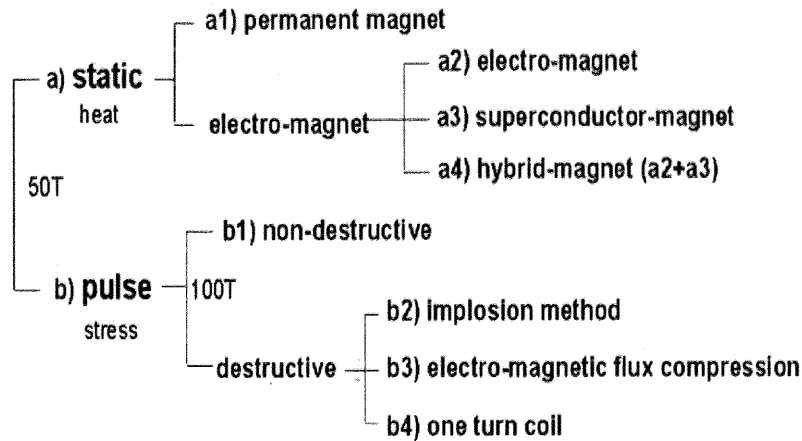 a1) permanent magnet
a) static
heat
electro-magnet
a2) electro-magnet
a3) superconductor-magnet
a4) hybrid-magnet (a2+a3)
50T
b1) non-destructive
b) pulse
100T
stress
destructive
b2) implosion method
b3) electro-magnetic flux compression
b4) one turn coil